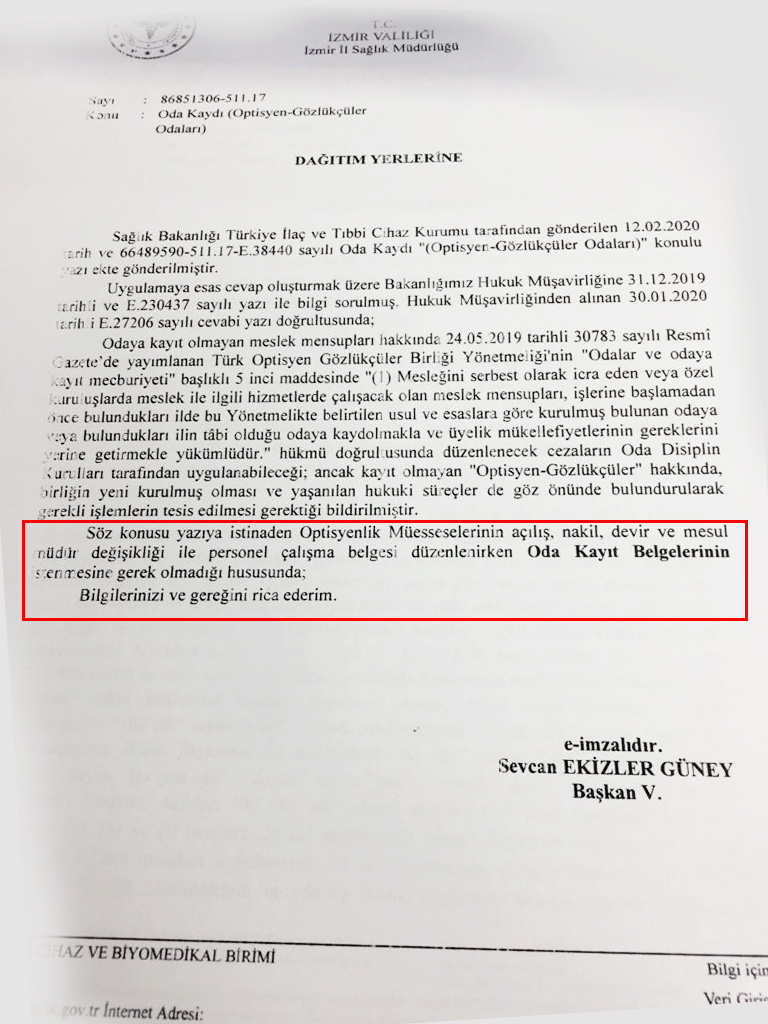 T.C.
İZMİR VALİLİĞİ
İzmir İl Sağlık Müdürlüğü
Sayı : 86851306-511.17
Konu : Oda Kaydı (Optisyen-Gözlükçüler
Odaları)
DAĞITIM YERLERİNE
Sağlık Bakanlığı Türkiye İlaç ve Tıbbi Cihaz Kurumu tarafından gönderilen 12.02.2020
tarih ve 66489590-511.17-E.38440 sayılı Oda Kaydı "(Optisyen-Gözlükçüler Odaları)" konulu
yazı ekte gönderilmiştir.
Uygulamaya esas cevap oluşturmak üzere Bakanlığımız Hukuk Müşavirliğine 31.12.2019
tarihli ve E.230437 sayılı yazı ile bilgi sorulmuş, Hukuk Müşavirliğinden alınan 30.01.2020
tarihli E.27206 sayılı cevabi yazı doğrultusunda;
Odaya kayıt olmayan meslek mensupları hakkında 24.05.2019 tarihli 30783 sayılı Resmî
Gazete'de yayımlanan Türk Optisyen Gözlükçüler Birliği Yönetmeliği'nin "Odalar ve odaya
kayıt mecburiyeti" başlıklı 5 inci maddesinde "(1) Mesleğini serbest olarak icra eden veya özel
kuruluşlarda meslek ile ilgili hizmetlerde çalışacak olan meslek mensupları, işlerine başlamadan
önce bulundukları ilde bu Yönetmelikte belirtilen usul ve esaslara göre kurulmuş bulunan odaya
veya bulundukları ilin tâbi olduğu odaya kaydolmakla ve üyelik mükellefiyetlerinin gereklerini
yerine getirmekle yükümlüdür." hükmü doğrultusunda düzenlenecek cezaların Oda Disiplin
Kurulları tarafından uygulanabileceği; ancak kayıt olmayan "Optisyen-Gözlükçüler" hakkında,
birliğin yeni kurulmuş olması ve yaşanılan hukuki süreçler de göz önünde bulundurularak
gerekli işlemlerin tesis edilmesi gerektiği bildirilmiştir.
Söz konusu yazıya istinaden Optisyenlik Müesseselerinin açılış, nakil, devir ve mesul
müdür değişikliği ile personel çalışma belgesi düzenlenirken Oda Kayıt Belgelerinin
istenmesine gerek olmadığı hususunda;
Bilgilerinizi ve gereğini rica ederim.
e-imzalıdır.
Sevcan EKİZLER GÜNEY
Başkan V.
CİHAZ VE BİYOMEDİKAL BİRİMİ
Bilgi için
Veri
.gov.tr İnternet Adresi: